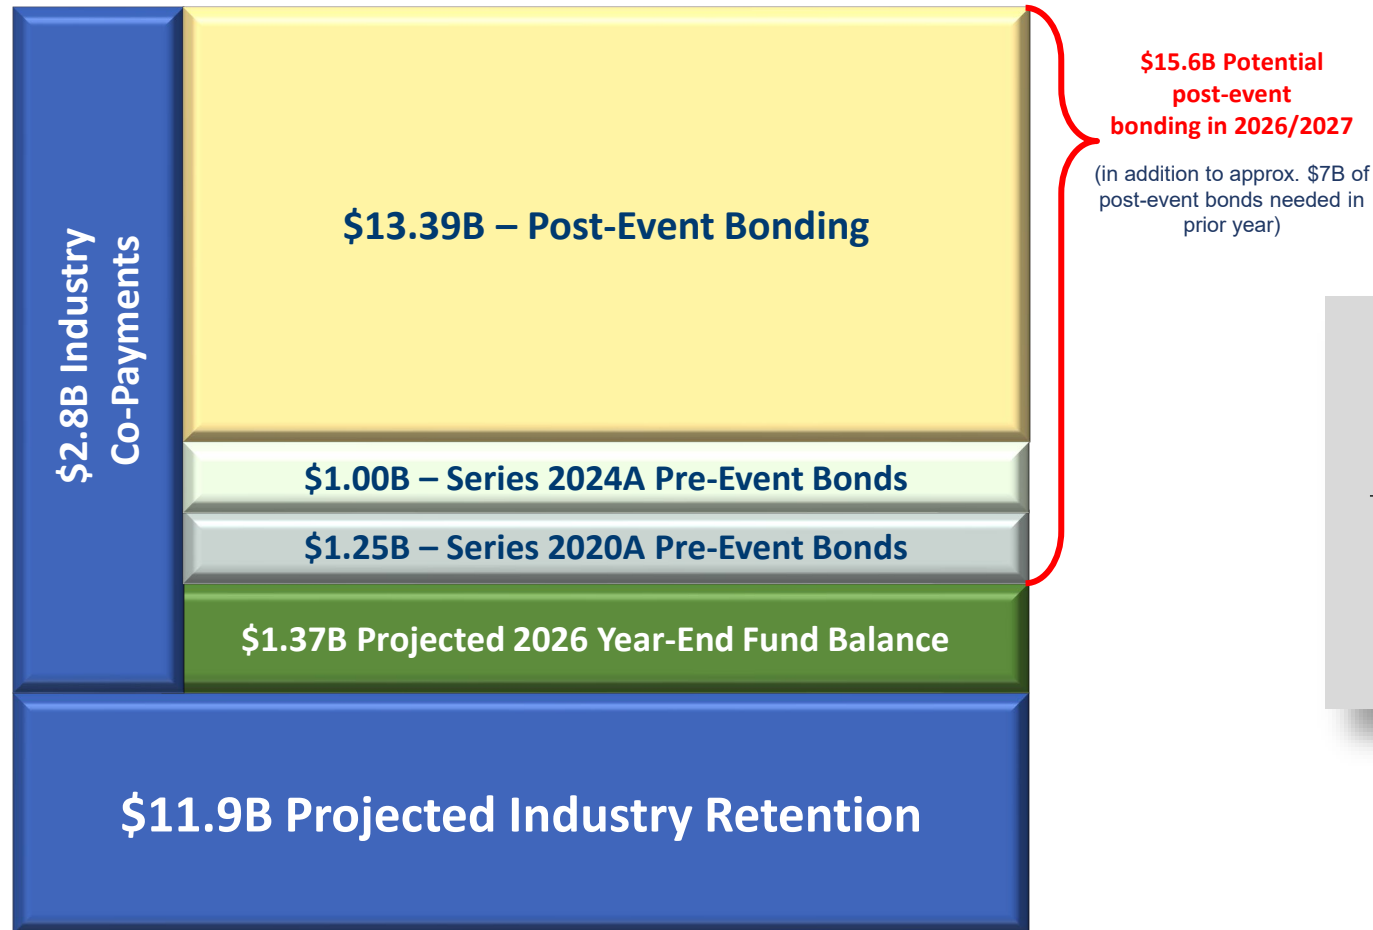 $15.6B Potential
post-event
bonding in 2026/2027
(in addition to approx. $7B of
post-event bonds needed in
prior year)
$2.8B Industry
Co-Payments
$13.39B – Post-Event Bonding
$1.00B – Series 2024A Pre-Event Bonds
$1.25B – Series 2020A Pre-Event Bonds
$1.37B Projected 2026 Year-End Fund Balance
$11.9B Projected Industry Retention